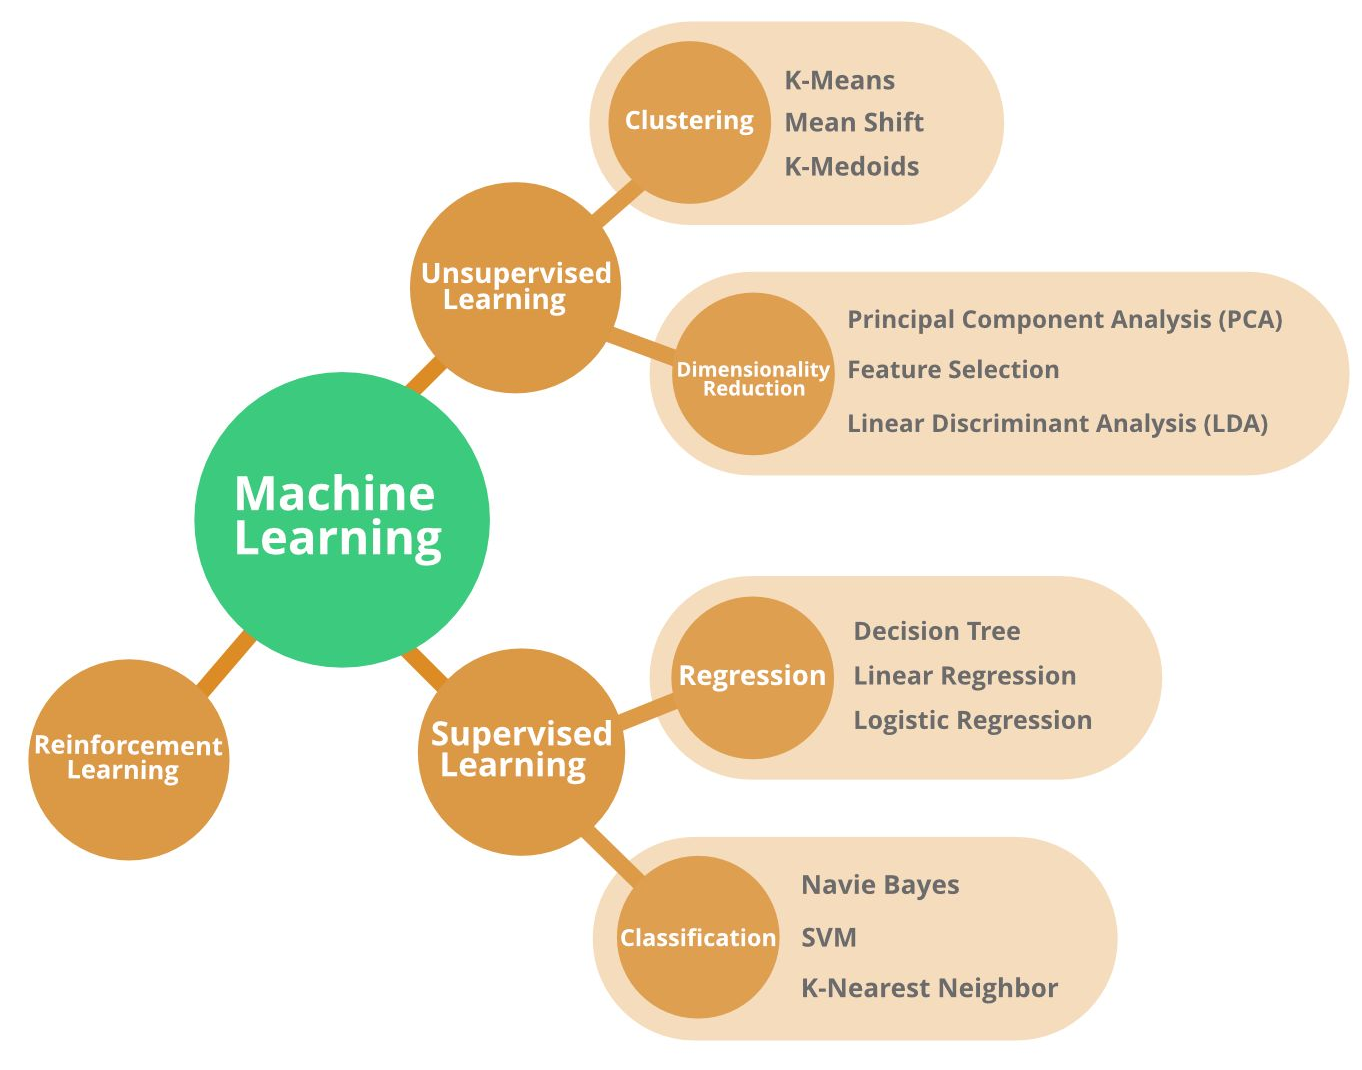 Clustering
K-Means
Mean Shift
K-Medoids
Unsupervised
Learning
Dimensionality
Reduction
Principal Component Analysis (PCA)
Feature Selection
Linear Discriminant Analysis (LDA)
Machine
Learning
Reinforcement
Learning
Supervised
Learning
Regression
Decision Tree
Linear Regression
Logistic Regression
Classification
Navie Bayes
SVM
K-Nearest Neighbor